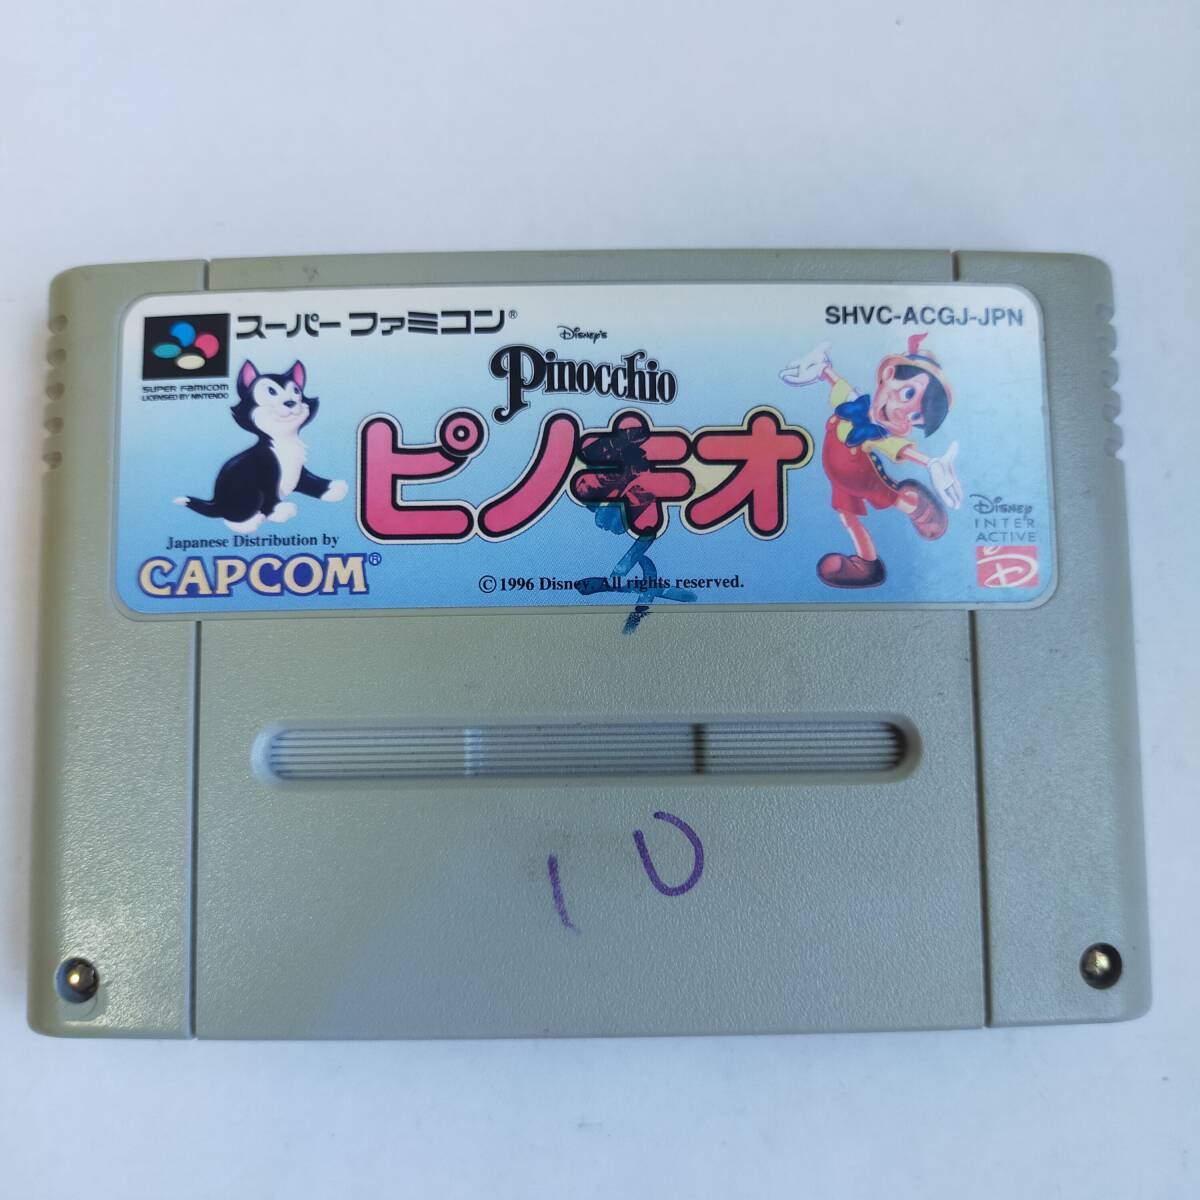 スーパーファミコン®
SHVC-ACGJ-JPN
SUPER FAMICOM
LICENSED BY NINTENDO
Disney's
Pinocchio
ピノキオ
Japanese Distribution by
CAPCOM®
© 1996 Disney. All rights reserved.
Disney
INTER
ACTIVE
D
10